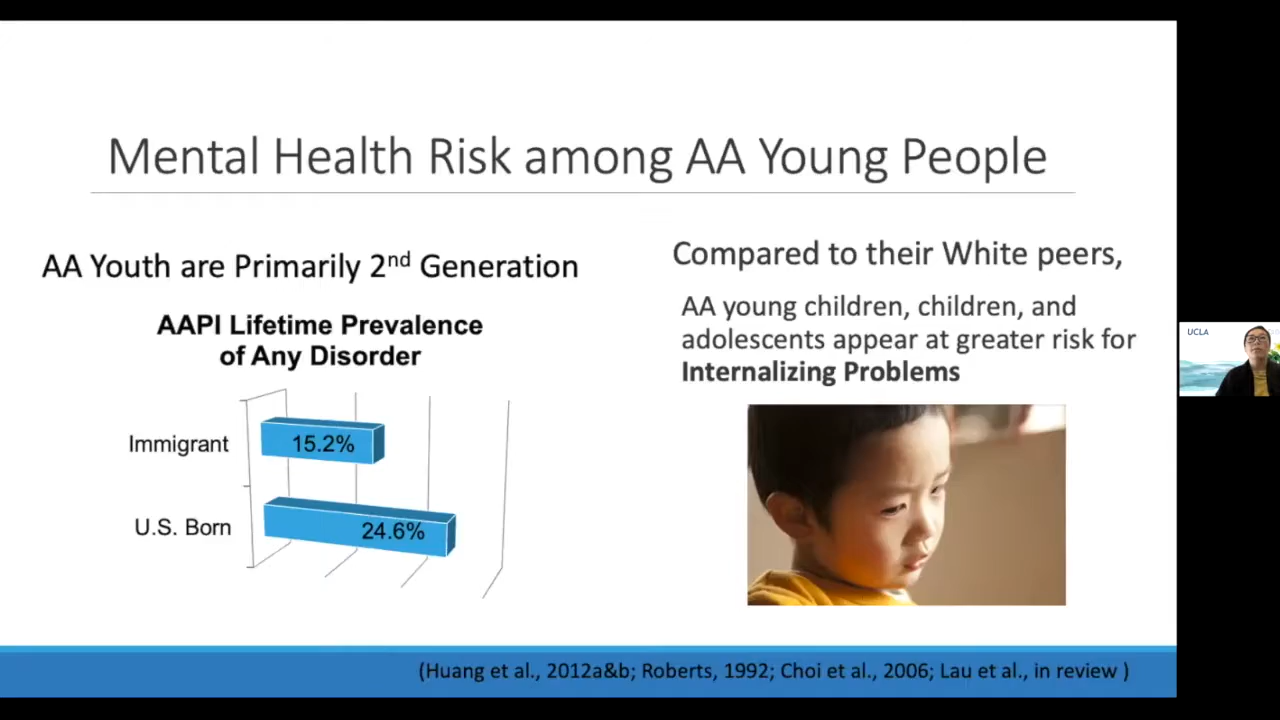 Mental Health Risk among AA Young People
AA Youth are Primarily 2nd Generation
AAPI Lifetime Prevalence
of Any Disorder
Immigrant
15.2%
U.S. Born
24.6%
Compared to their White peers,
AA young children, children, and
adolescents appear at greater risk for
Internalizing Problems
UCLA
(Huang et al., 2012a&b; Roberts, 1992; Choi et al., 2006; Lau et al., in review )